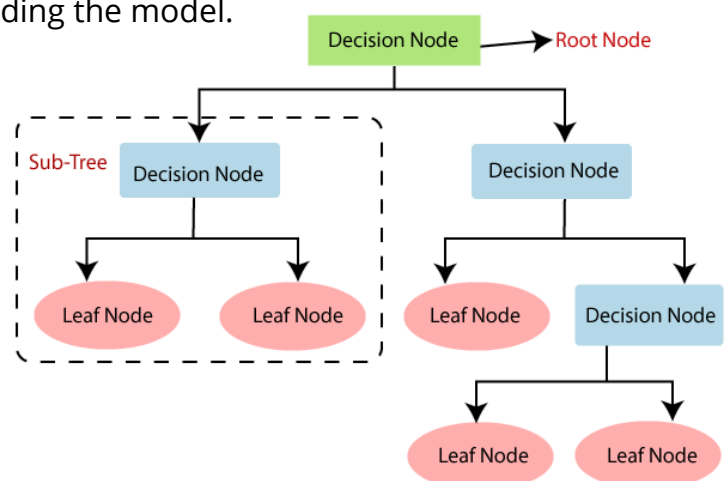 ding the model.
Decision Node
Root Node
Sub-Tree
Decision Node
Decision Node
Leaf Node
Leaf Node
Leaf Node
Decision Node
Leaf Node
Leaf Node